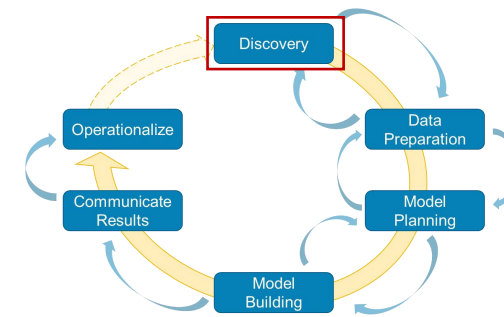 Discovery
Data
Preparation
Model
Planning
Model
Building
Communicate
Results
Operationalize